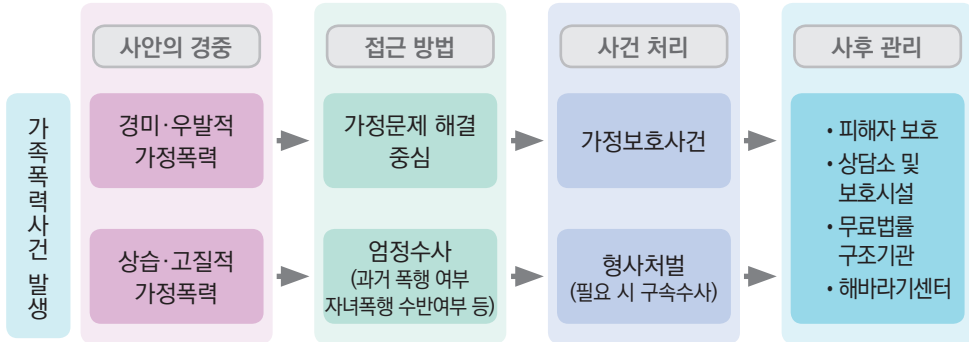 사안의 경중
접근 방법
사건 처리
사후 관리
가족폭력사건 발생
경미·우발적
가정폭력
가정문제 해결
중심
가정보호사건
상습·고질적
가정폭력
엄정수사
(과거 폭행 여부
자녀폭행 수반여부 등)
형사처벌
(필요 시 구속수사)
• 피해자 보호
• 상담소 및
보호시설
• 무료법률
구조기관
• 해바라기센터